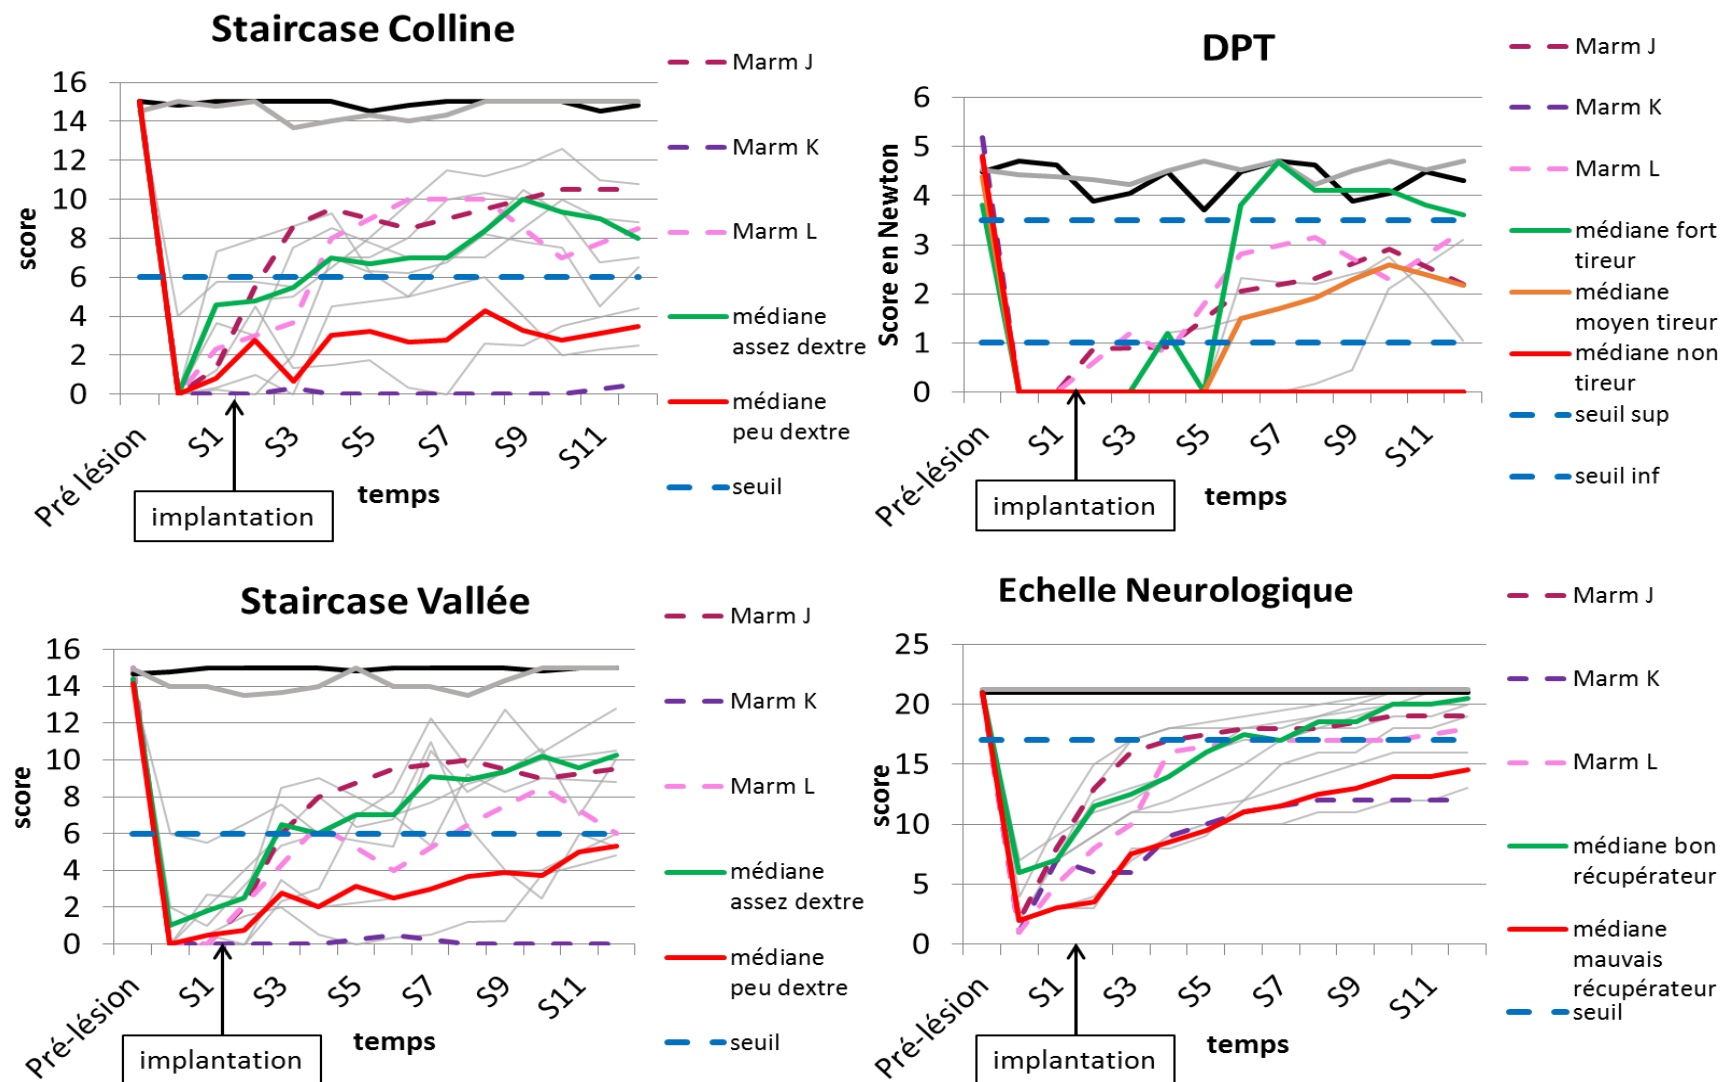 Staircase Colline
score
16
14
12
10
8
6
4
2
0
Pré lésion
S1
S3
S5
S7
S9
S11
temps
implantation
Marm J
Marm K
Marm L
médiane
assez dextre
médiane
peu dextre
seuil
DPT
Score en Newton
6
5
4
3
2
1
0
Pré-lésion
S1
S3
S5
S7
S9
S11
temps
implantation
Marm J
Marm K
Marm L
médiane fort
tireur
médiane
moyen tireur
médiane non
tireur
seuil sup
seuil inf
Staircase Vallée
score
16
14
12
10
8
6
4
2
0
Pré-lésion
S1
S3
S5
S7
S9
S11
temps
implantation
Marm J
Marm K
Marm L
médiane
assez dextre
médiane
peu dextre
seuil
Echelle Neurologique
score
25
20
15
10
5
0
Pré-lésion
S1
S3
S5
S7
S9
S11
temps
implantation
Marm J
Marm K
Marm L
médiane bon
récupérateur
médiane
mauvais
récupérateur
seuil